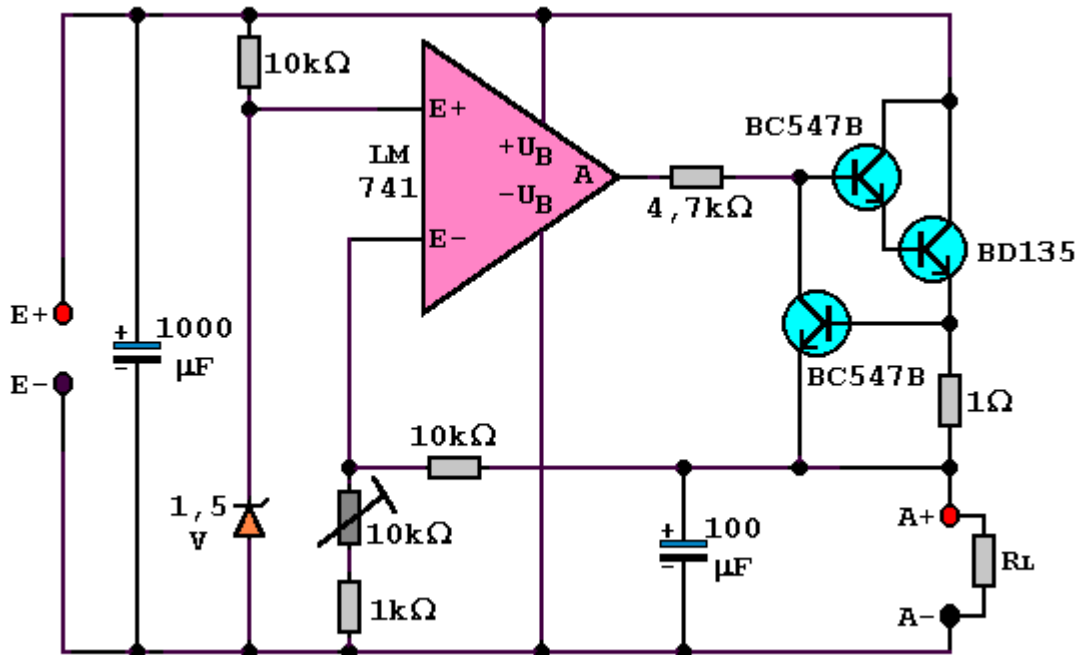 10kΩ
E+
LM
741
+UB
-UB
A
E-
4,7kΩ
BC547B
BD135
BC547B
1Ω
E+
E-
+
1000
-
µF
10kΩ
1,5
V
10kΩ
1kΩ
+
100
-
µF
A+
RL
A-